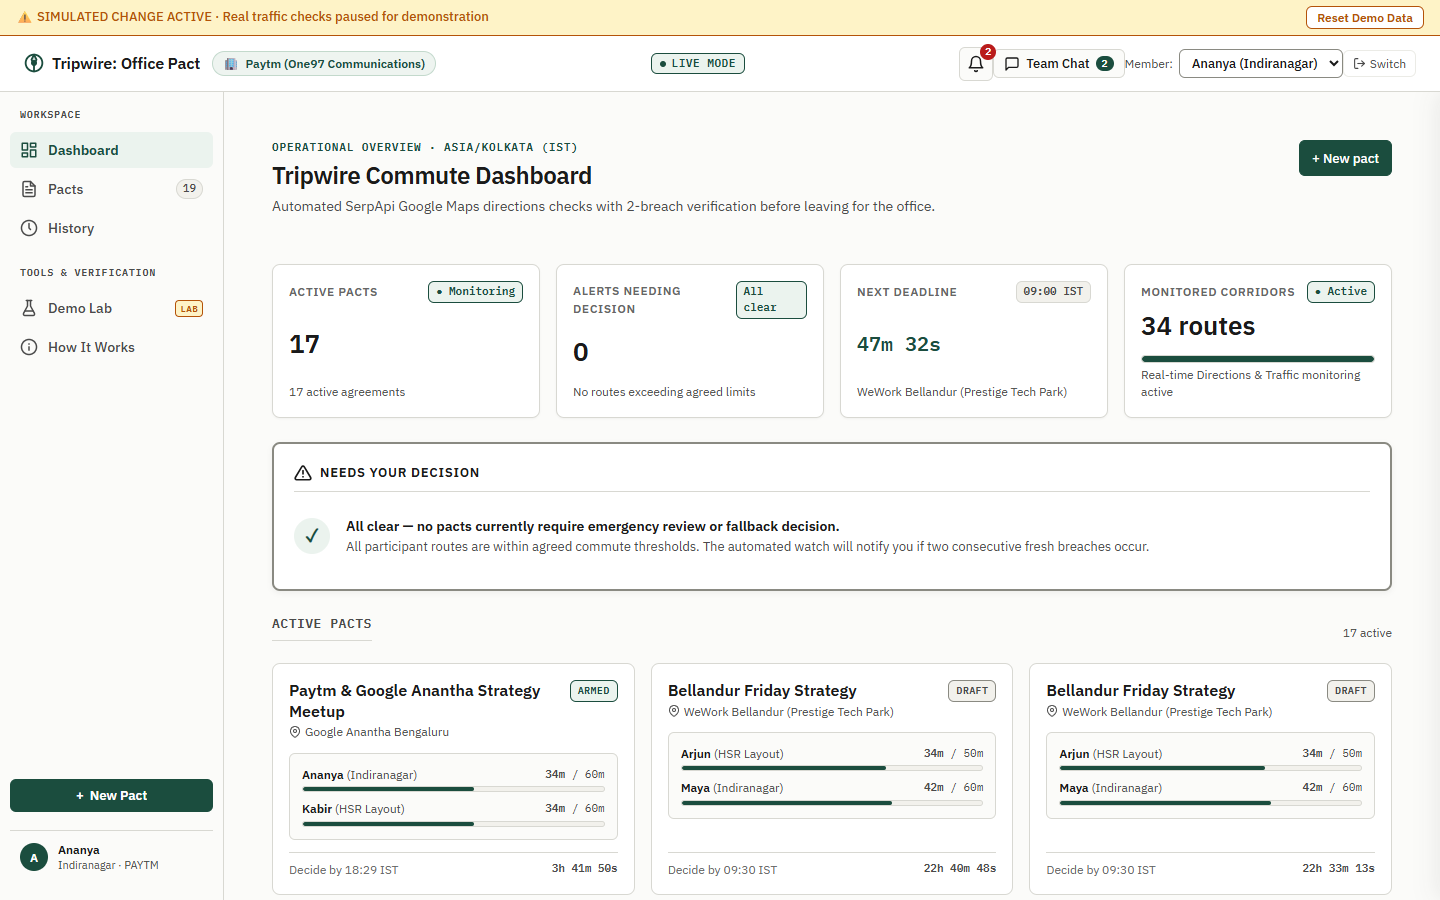 ⚠ SIMULATED CHANGE ACTIVE · Real traffic checks paused for demonstration
Reset Demo Data
Tripwire: Office Pact
Paytm (One97 Communications)
● LIVE MODE
2
Team Chat 2
Member:
Ananya (Indiranagar)
Switch
WORKSPACE
Dashboard
Pacts 19
History
TOOLS & VERIFICATION
Demo Lab LAB
How It Works
+ New Pact
A
Ananya
Indiranagar · PAYTM
OPERATIONAL OVERVIEW · ASIA/KOLKATA (IST)
Tripwire Commute Dashboard
Automated SerpApi Google Maps directions checks with 2-breach verification before leaving for the office.
+ New pact
ACTIVE PACTS
● Monitoring
17
17 active agreements
ALERTS NEEDING
DECISION
All
clear
0
No routes exceeding agreed limits
NEXT DEADLINE
09:00 IST
47m 32s
WeWork Bellandur (Prestige Tech Park)
MONITORED CORRIDORS
● Active
34 routes
Real-time Directions & Traffic monitoring
active
NEEDS YOUR DECISION
✓
All clear — no pacts currently require emergency review or fallback decision.
All participant routes are within agreed commute thresholds. The automated watch will notify you if two consecutive fresh breaches occur.
ACTIVE PACTS
17 active
Paytm & Google Anantha Strategy
Meetup
ARMED
Google Anantha Bengaluru
Ananya (Indiranagar) 34m / 60m
Kabir (HSR Layout) 34m / 60m
Decide by 18:29 IST 3h 41m 50s
Bellandur Friday Strategy
DRAFT
WeWork Bellandur (Prestige Tech Park)
Arjun (HSR Layout) 34m / 50m
Maya (Indiranagar) 42m / 60m
Decide by 09:30 IST 22h 40m 48s
Bellandur Friday Strategy
DRAFT
WeWork Bellandur (Prestige Tech Park)
Arjun (HSR Layout) 34m / 50m
Maya (Indiranagar) 42m / 60m
Decide by 09:30 IST 22h 33m 13s